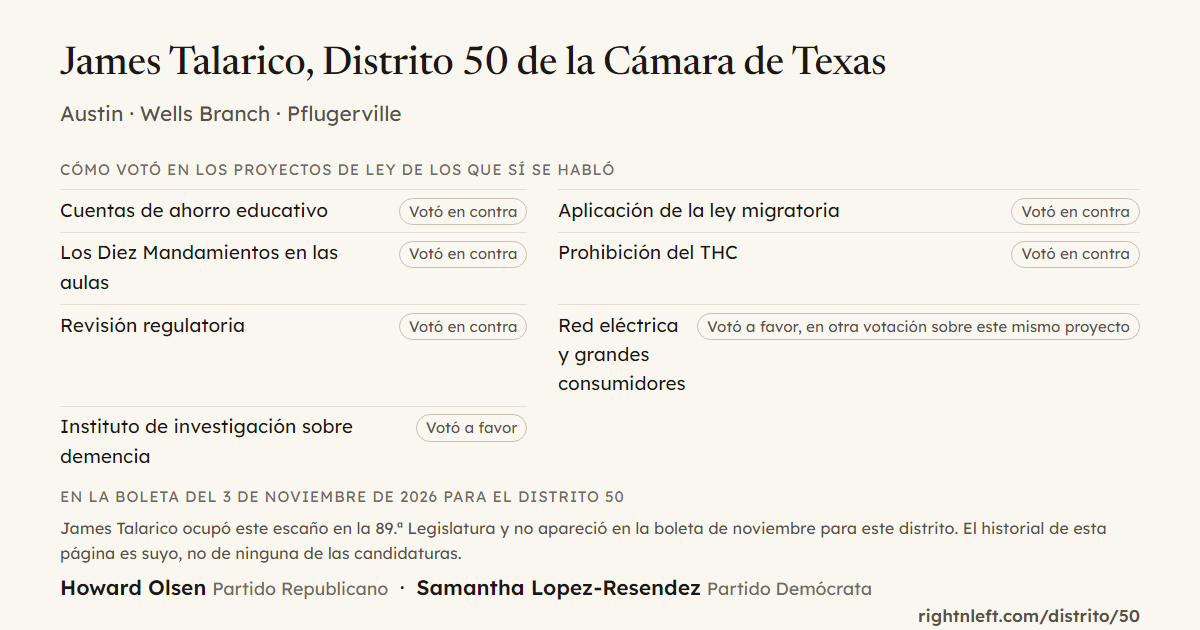 James Talarico, Distrito 50 de la Cámara de Texas
Austin · Wells Branch · Pflugerville
CÓMO VOTÓ EN LOS PROYECTOS DE LEY DE LOS QUE SÍ SE HABLÓ
Cuentas de ahorro educativo
Votó en contra
Aplicación de la ley migratoria
Votó en contra
Los Diez Mandamientos en las
aulas
Votó en contra
Prohibición del THC
Votó en contra
Revisión regulatoria
Votó en contra
Red eléctrica
y grandes
consumidores
Votó a favor, en otra votación sobre este mismo proyecto
Instituto de investigación sobre
demencia
Votó a favor
EN LA BOLETA DEL 3 DE NOVIEMBRE DE 2026 PARA EL DISTRITO 50
James Talarico ocupó este escaño en la 89.ª Legislatura y no apareció en la boleta de noviembre para este distrito. El historial de esta
página es suyo, no de ninguna de las candidaturas.
Howard Olsen Partido Republicano · Samantha Lopez-Resendez Partido Demócrata
rightnleft.com/distrito/50